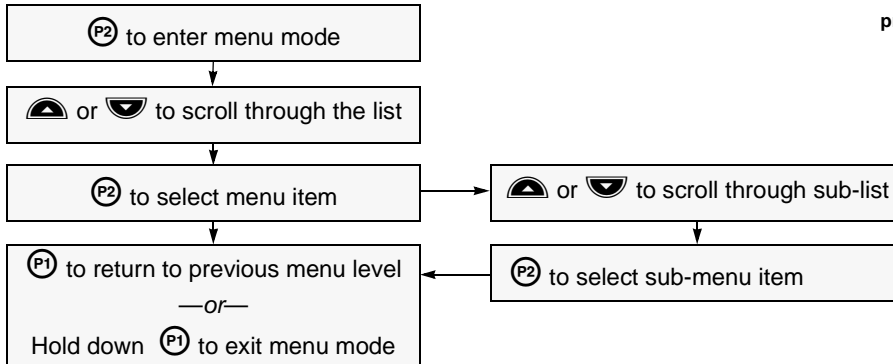 P2 to enter menu mode
p
or to scroll through the list
P2 to select menu item
or to scroll through sub-list
P1 to return to previous menu level
—or—
Hold down P1 to exit menu mode
P2 to select sub-menu item